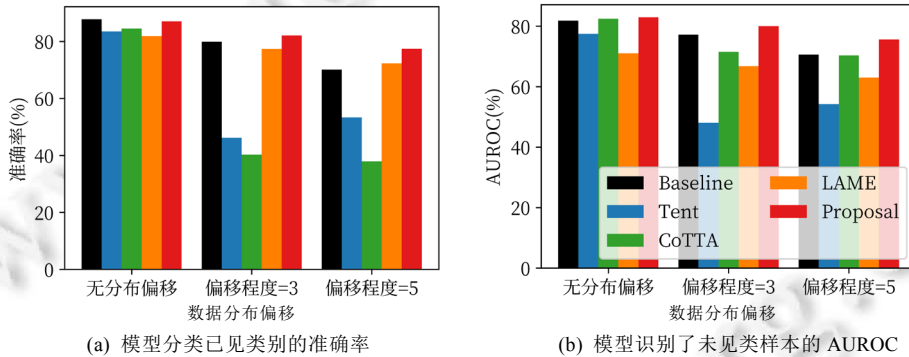 80
60
40
20
0
准确率(%)
无分布偏移 偏移程度=3 偏移程度=5
数据分布偏移
(a) 模型分类已见类别的准确率
80
60
40
20
0
AUROC(%)
Baseline LAME
Tent Proposal
CoTTA
无分布偏移 偏移程度=3 偏移程度=5
数据分布偏移
(b) 模型识别了未见类样本的 AUROC